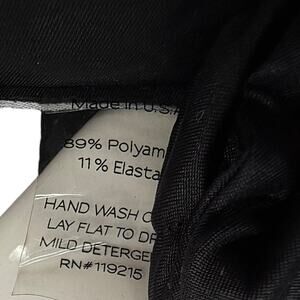 Made in U.S.A
89% Polyam
11% Elasta
HAND WASH C
LAY FLAT TO DR
MILD DETERGE
RN#119215